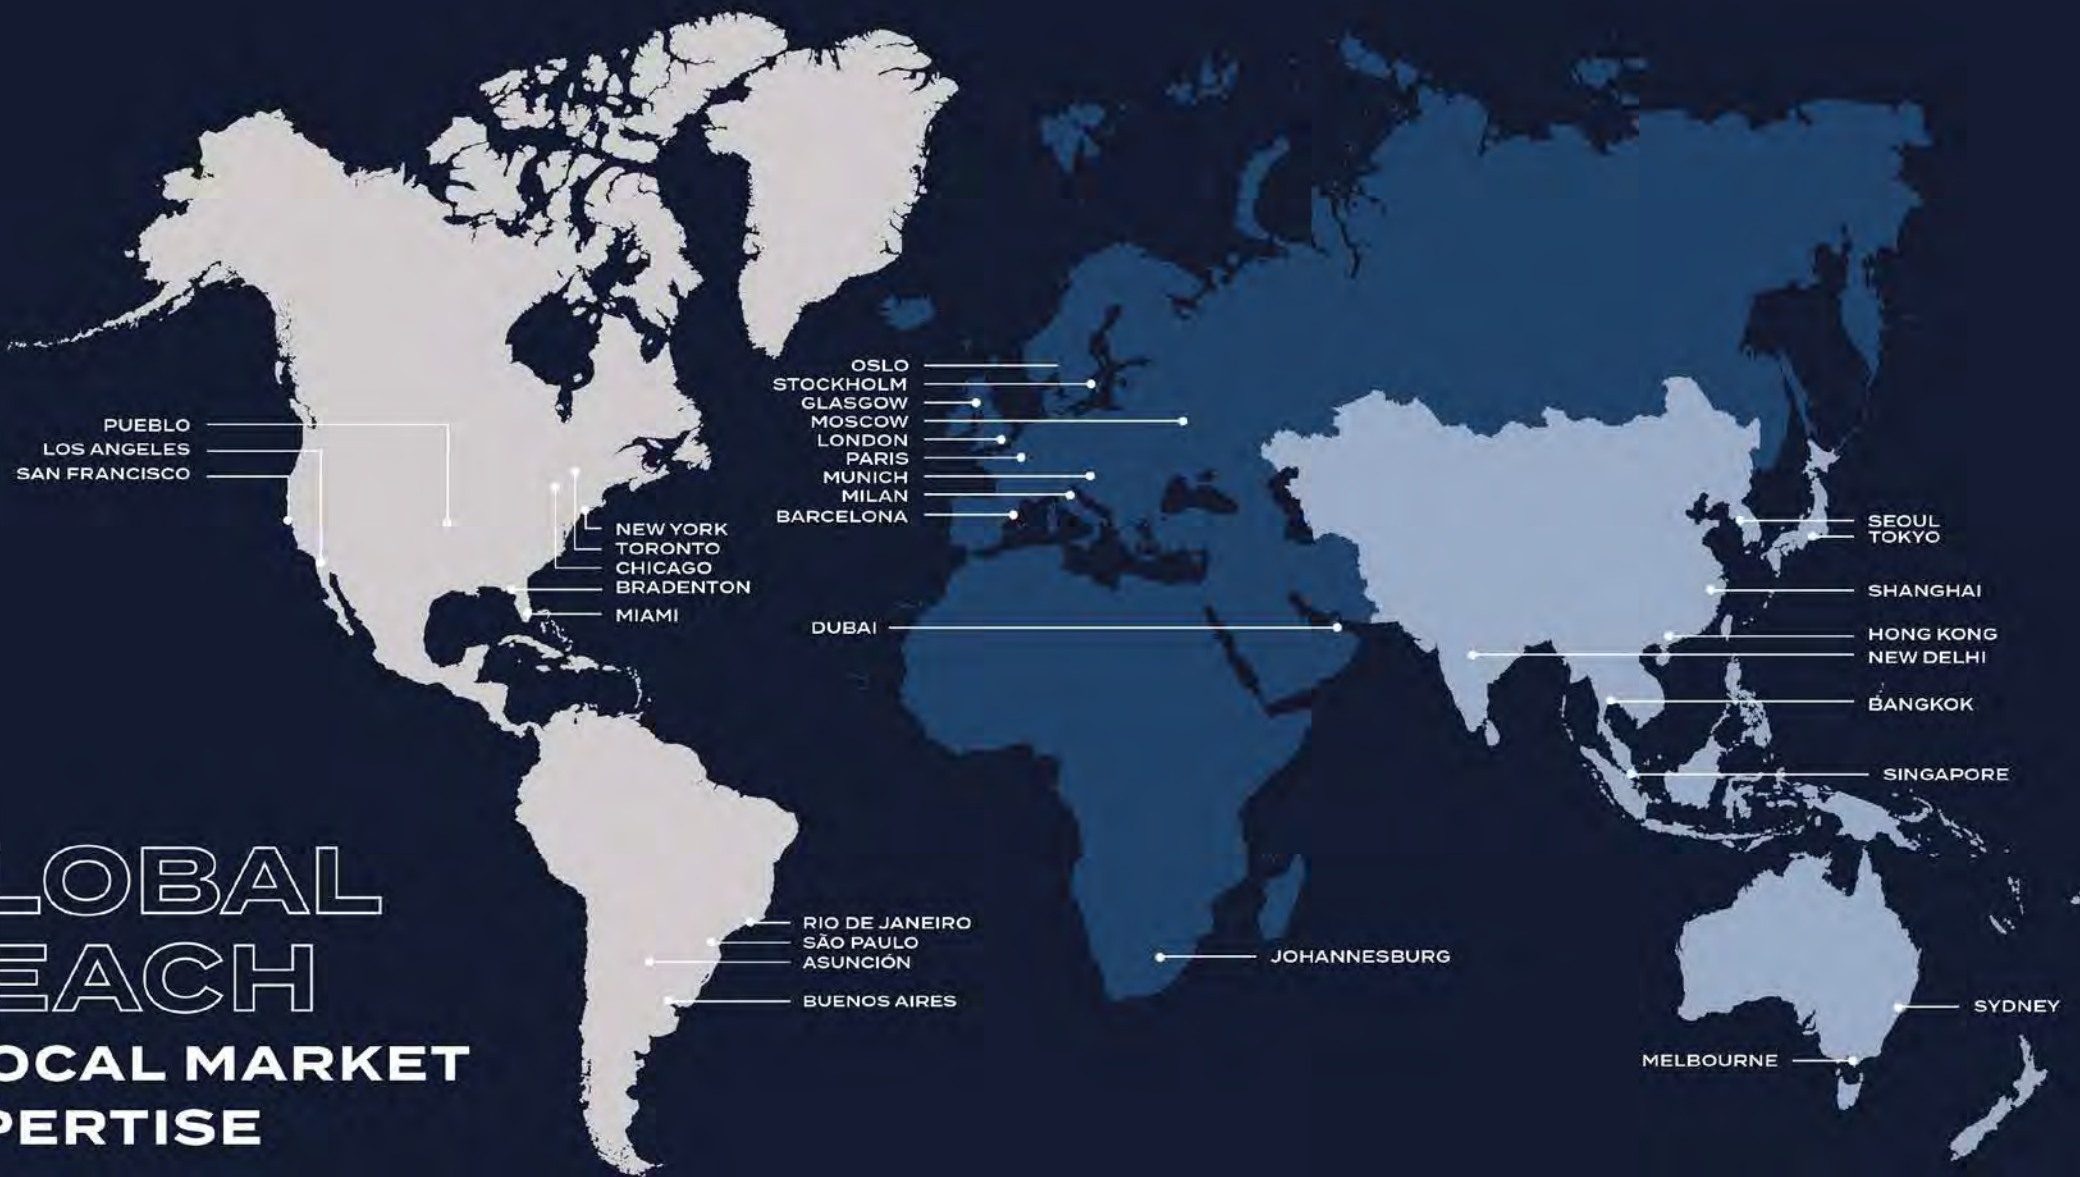 OSLO
STOCKHOLM
GLASGOW
MOSCOW
LONDON
PARIS
MUNICH
MILAN
BARCELONA
DUBAI
PUEBLO
LOS ANGELES
SAN FRANCISCO
NEW YORK
TORONTO
CHICAGO
BRADENTON
MIAMI
SEOUL
TOKYO
SHANGHAI
HONG KONG
NEW DELHI
BANGKOK
SINGAPORE
RIO DE JANEIRO
SÃO PAULO
ASUNCIÓN
BUENOS AIRES
JOHANNESBURG
SYDNEY
MELBOURNE
LOBAL
EACH
OCAL MARKET
PERTISE